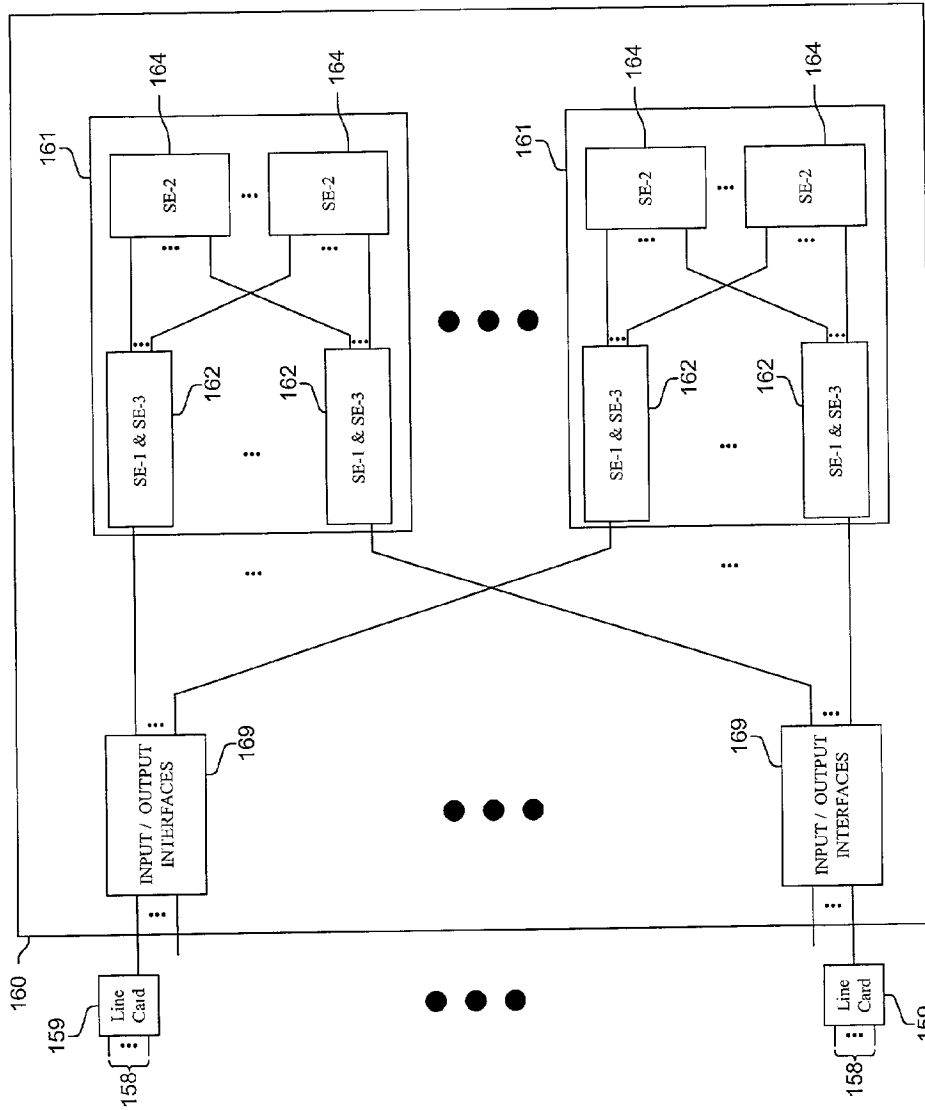 160
159
158
Line
Card
INPUT / OUTPUT
INTERFACES
169
161
SE-1 & SE-3
162
SE-2
164
SE-1 & SE-3
162
SE-2
164
161
SE-1 & SE-3
162
SE-2
164
SE-1 & SE-3
162
SE-2
164
169
INPUT / OUTPUT
INTERFACES
158
Line
Card
159